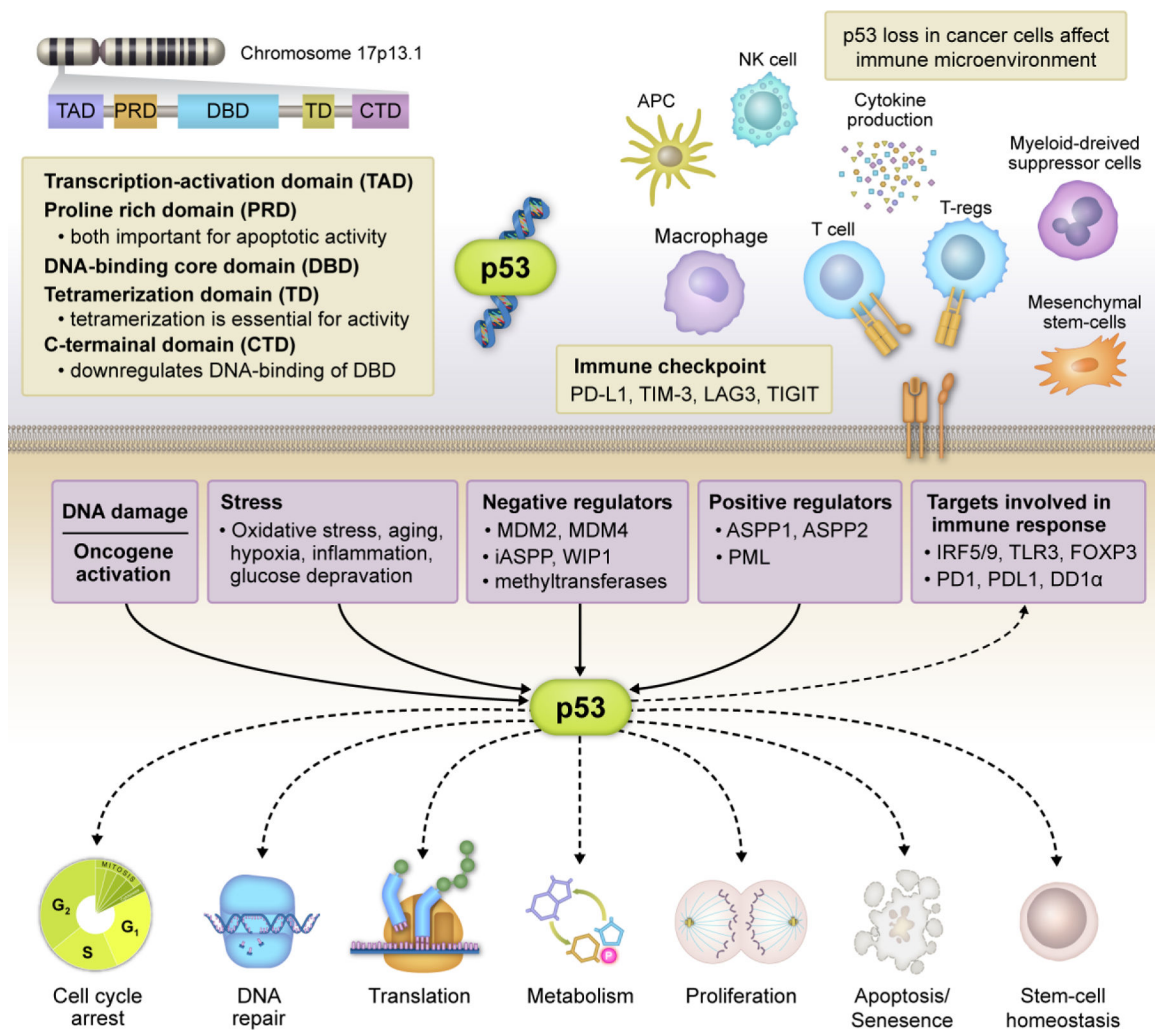 Chromosome 17p13.1
TAD
PRD
DBD
TD
CTD
Transcription-activation domain (TAD)
Proline rich domain (PRD)
• both important for apoptotic activity
DNA-binding core domain (DBD)
Tetramerization domain (TD)
• tetramerization is essential for activity
C-termainal domain (CTD)
• downregulates DNA-binding of DBD
p53
p53 loss in cancer cells affect
immune microenvironment
NK cell
APC
Cytokine
production
Myeloid-dreived
suppressor cells
Macrophage
T cell
T-regs
Mesenchymal
stem-cells
Immune checkpoint
PD-L1, TIM-3, LAG3, TIGIT
DNA damage
Oncogene
activation
Stress
• Oxidative stress, aging,
hypoxia, inflammation,
glucose depravation
Negative regulators
• MDM2, MDM4
• iASPP, WIP1
• methyltransferases
Positive regulators
• ASPP1, ASPP2
• PML
Targets involved in
immune response
• IRF5/9, TLR3, FOXP3
• PD1, PDL1, DD1α
p53
MITOSIS
G2
G1
S
P
Cell cycle
arrest
DNA
repair
Translation
Metabolism
Proliferation
Apoptosis/
Senesence
Stem-cell
homeostasis